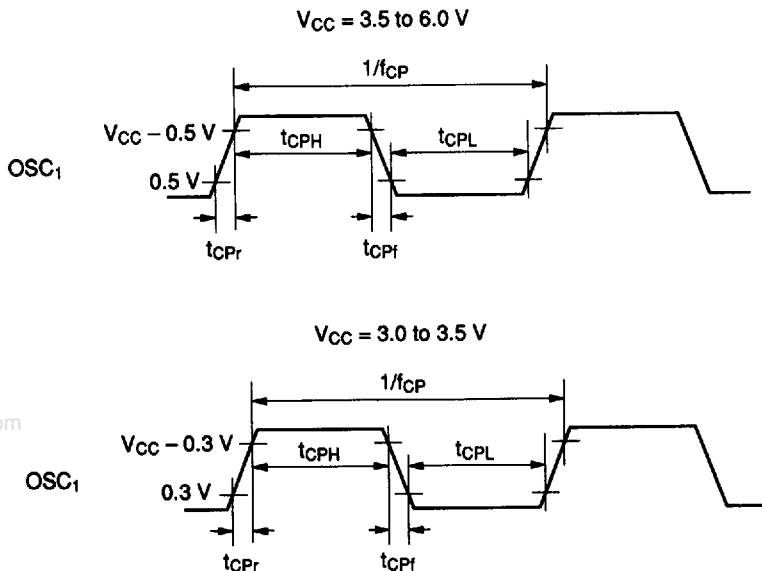 VCC = 3.5 to 6.0 V
1/fCP
VCC – 0.5 V
tCPH
tCPL
OSC1
0.5 V
tCPr
tCPf
VCC = 3.0 to 3.5 V
1/fCP
om
VCC – 0.3 V
tCPH
tCPL
OSC1
0.3 V
tCPr
tCPf